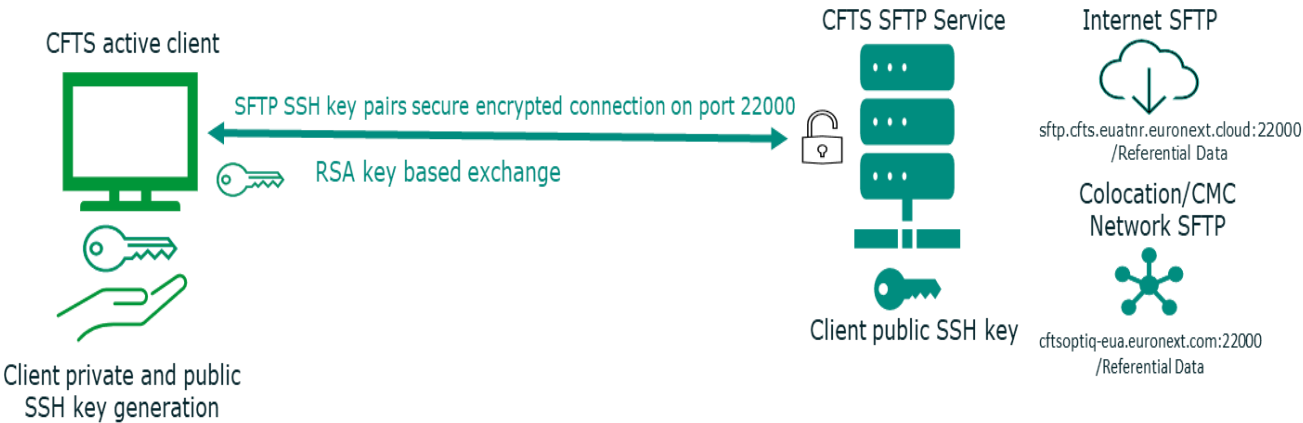 CFTS active client
SFTP SSH key pairs secure encrypted connection on port 22000
RSA key based exchange
Client private and public
SSH key generation
CFTS SFTP Service
Client public SSH key
Internet SFTP
sftp.cfts.euatnr.euronext.cloud:22000
/Referential Data
Colocation/CMC
Network SFTP
cftsoptiq-eua.euronext.com:22000
/Referential Data